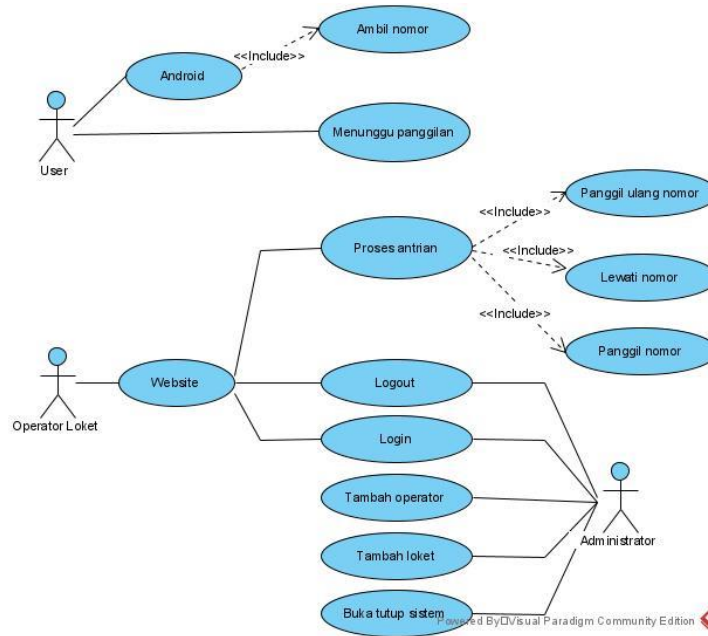 Ambil nomor
<<Include>>
Android
User
Menunggu panggilan
Panggil ulang nomor
<<Include>>
Proses antrian
<<Include>>
Lewati nomor
<<Include>>
Panggil nomor
Operator Loket
Website
Logout
Login
Tambah operator
Administrator
Tambah loket
Buka tutup sistem
Powered By□Visual Paradigm Community Edition